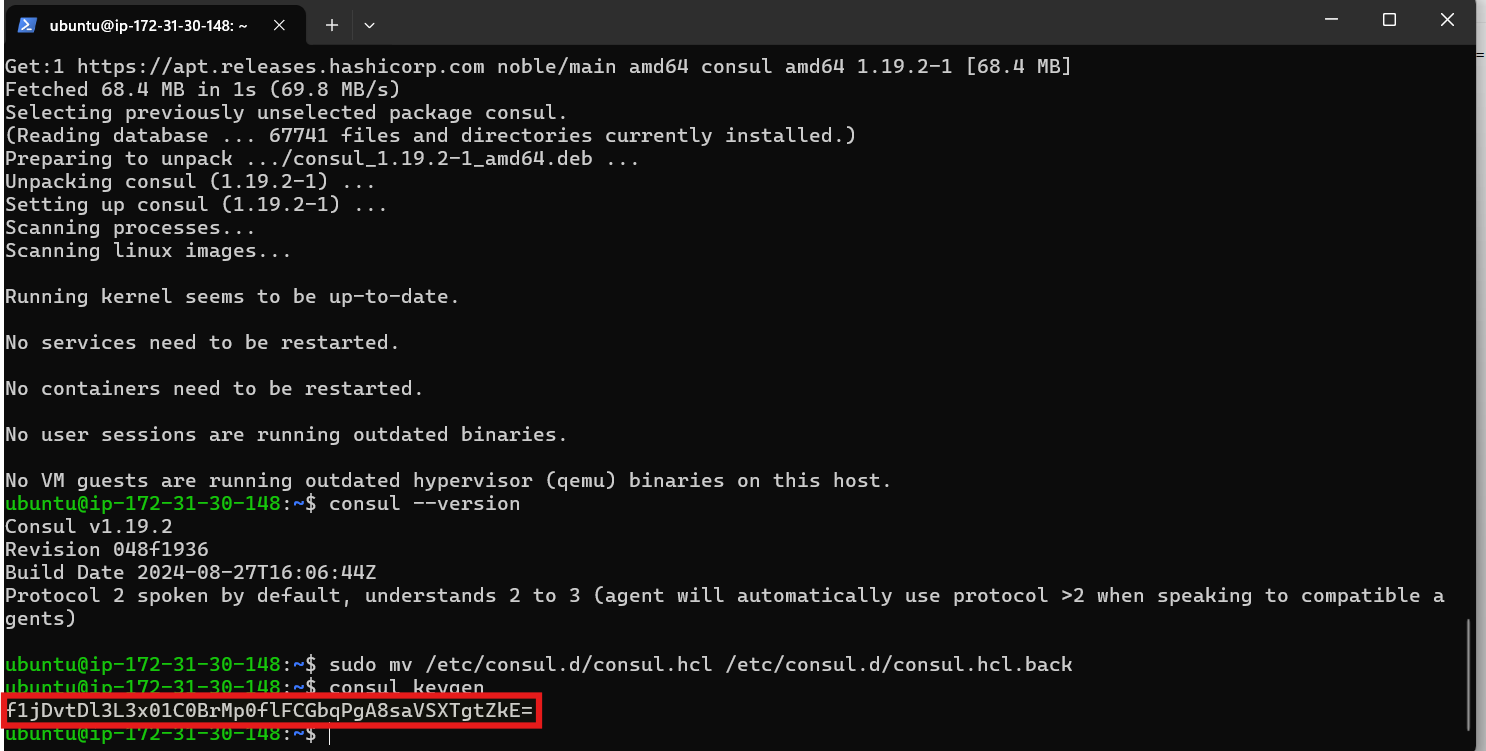 ubuntu@ip-172-31-30-148: ~
Get:1 https://apt.releases.hashicorp.com noble/main amd64 consul amd64 1.19.2-1 [68.4 MB]
Fetched 68.4 MB in 1s (69.8 MB/s)
Selecting previously unselected package consul.
(Reading database ... 67741 files and directories currently installed.)
Preparing to unpack .../consul_1.19.2-1_amd64.deb ...
Unpacking consul (1.19.2-1) ...
Setting up consul (1.19.2-1) ...
Scanning processes...
Scanning linux images...
Running kernel seems to be up-to-date.
No services need to be restarted.
No containers need to be restarted.
No user sessions are running outdated binaries.
No VM guests are running outdated hypervisor (qemu) binaries on this host.
ubuntu@ip-172-31-30-148:~$ consul --version
Consul v1.19.2
Revision 048f1936
Build Date 2024-08-27T16:06:44Z
Protocol 2 spoken by default, understands 2 to 3 (agent will automatically use protocol >2 when speaking to compatible a
gents)
ubuntu@ip-172-31-30-148:~$ sudo mv /etc/consul.d/consul.hcl /etc/consul.d/consul.hcl.back
ubuntu@ip-172-31-30-148:~$ consul keygen
f1jDvtDl3L3x01C0BrMp0flFCGbqPgA8saVSXTgtZkE=
ubuntu@ip-172-31-30-148:~$